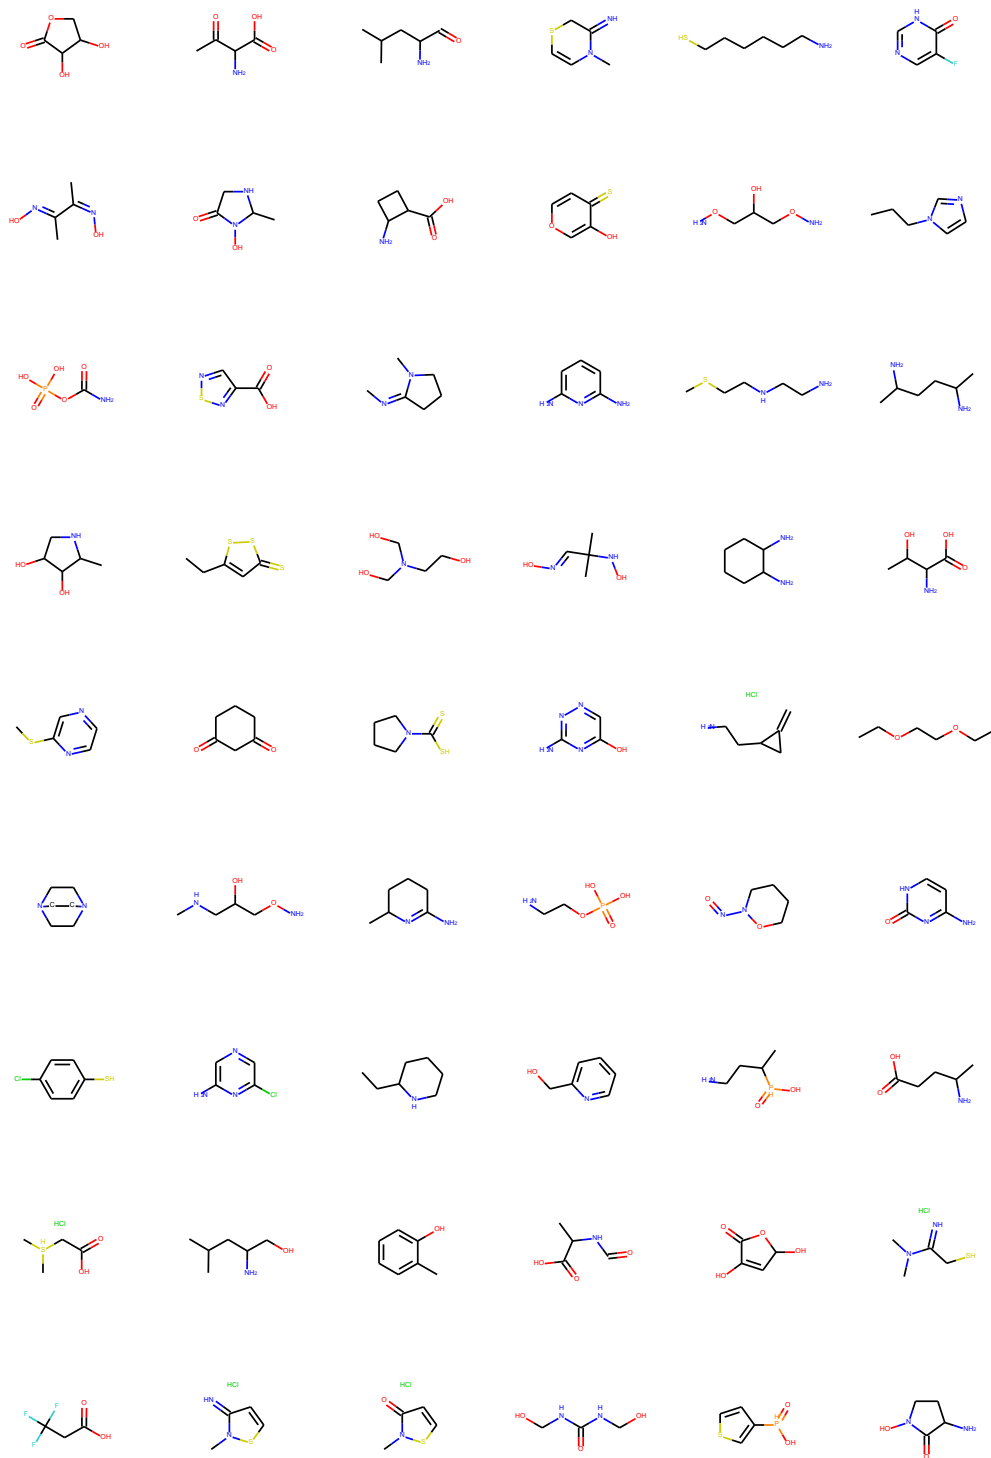 O O OH OH
O OH O NH₂
O NH₂
S NH N
HS NH₂
H N O N F
HO N N OH
NH O N OH
OH O NH₂
S O OH
OH H₂N O O NH₂
N N
OH HO P O O O NH₂
N S N O OH
N N
H₂N N NH₂
S N H NH₂
NH₂ NH₂
NH HO OH
S S S
HO N OH HO
HO N NH OH
NH₂ NH₂
OH OH O NH₂
N S N
O O
N S SH
N N H₂N N OH
HCl H₂N
O O
N C C N
H N OH O NH₂
N NH₂
H₂N O HO P OH O
O N N O
HN O N NH₂
Cl SH
N H₂N N Cl
N H
HO N
H₂N P H OH O
OH O NH₂
HCl H S O OH
OH NH₂
OH
HO O NH O
O O OH HO
HCl NH N SH
F F F O OH
HCl HN N S
HCl O N S
HO H N O H N OH
S H P O OH
HO N O NH₂